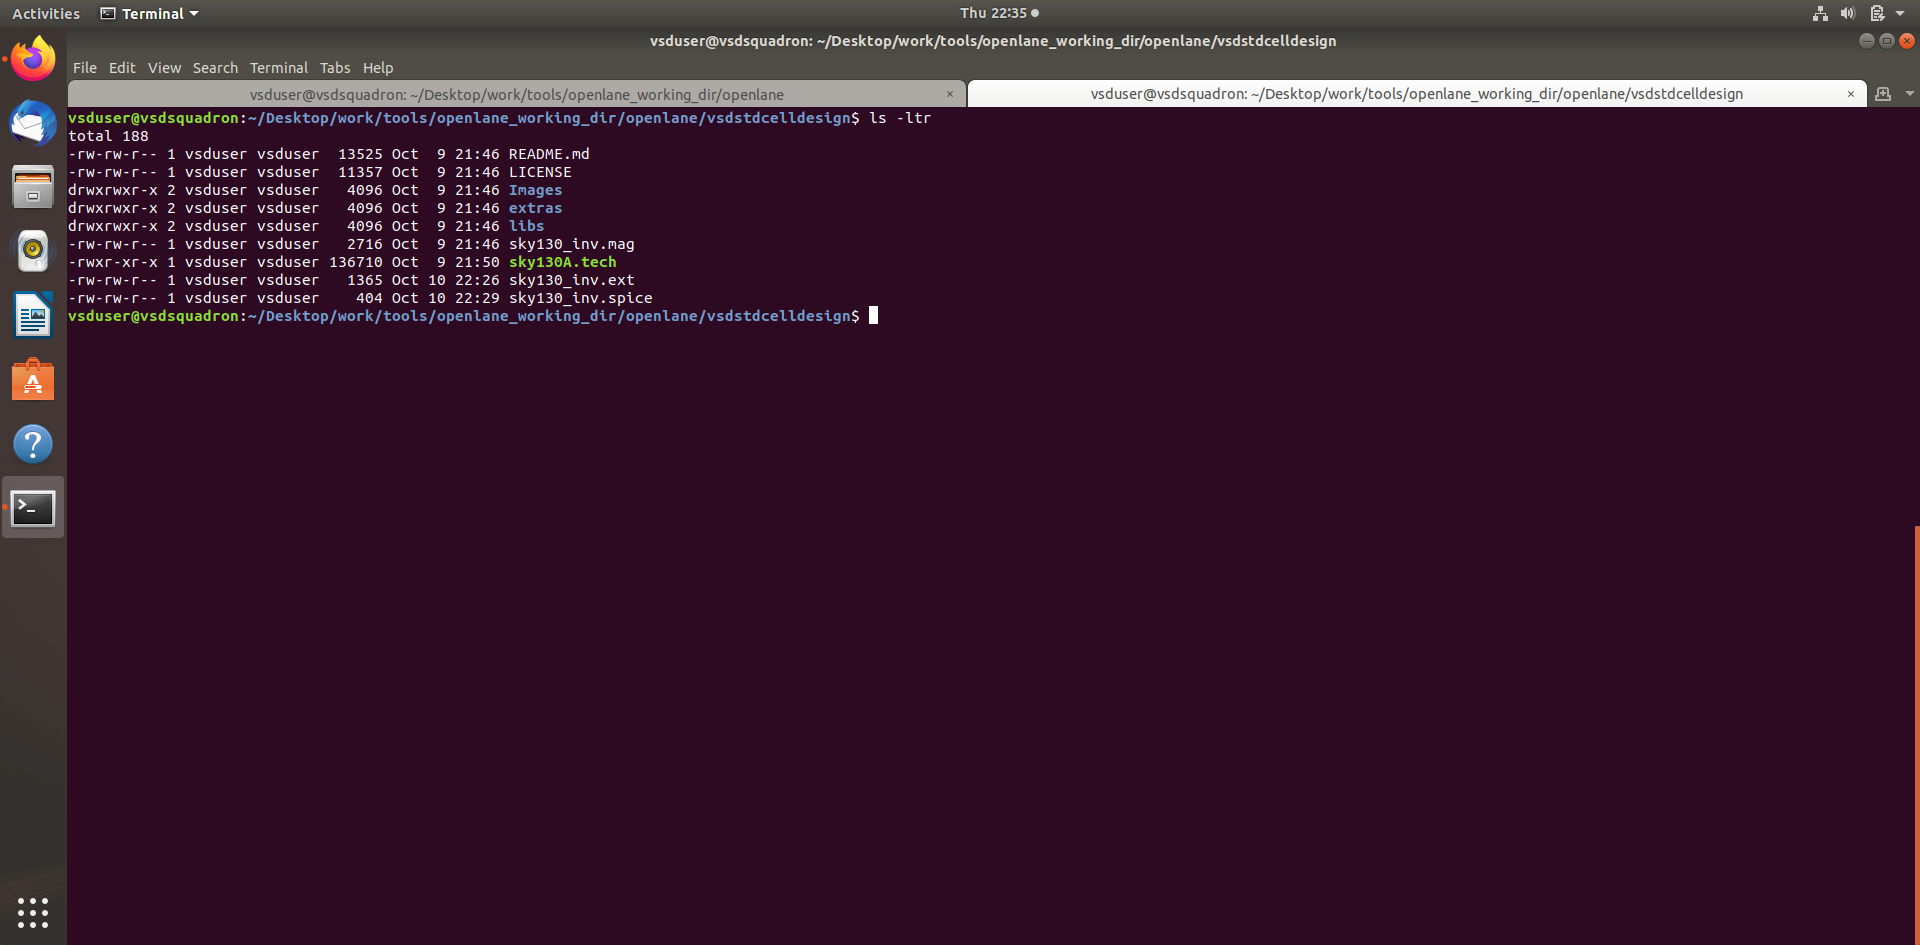 Activities Terminal Thu 22:35
vsduser@vsdsquadron: ~/Desktop/work/tools/openlane_working_dir/openlane/vsdstdcelldesign
File Edit View Search Terminal Tabs Help
vsduser@vsdsquadron: ~/Desktop/work/tools/openlane_working_dir/openlane × vsduser@vsdsquadron: ~/Desktop/work/tools/openlane_working_dir/openlane/vsdstdcelldesign ×
vsduser@vsdsquadron:~/Desktop/work/tools/openlane_working_dir/openlane/vsdstdcelldesign$ ls -ltr
total 188
-rw-rw-r-- 1 vsduser vsduser  13525 Oct  9 21:46 README.md
-rw-rw-r-- 1 vsduser vsduser  11357 Oct  9 21:46 LICENSE
drwxrwxr-x 2 vsduser vsduser   4096 Oct  9 21:46 Images
drwxrwxr-x 2 vsduser vsduser   4096 Oct  9 21:46 extras
drwxrwxr-x 2 vsduser vsduser   4096 Oct  9 21:46 libs
-rw-rw-r-- 1 vsduser vsduser   2716 Oct  9 21:46 sky130_inv.mag
-rwxr-xr-x 1 vsduser vsduser 136710 Oct  9 21:50 sky130A.tech
-rw-rw-r-- 1 vsduser vsduser   1365 Oct 10 22:26 sky130_inv.ext
-rw-rw-r-- 1 vsduser vsduser    404 Oct 10 22:29 sky130_inv.spice
vsduser@vsdsquadron:~/Desktop/work/tools/openlane_working_dir/openlane/vsdstdcelldesign$